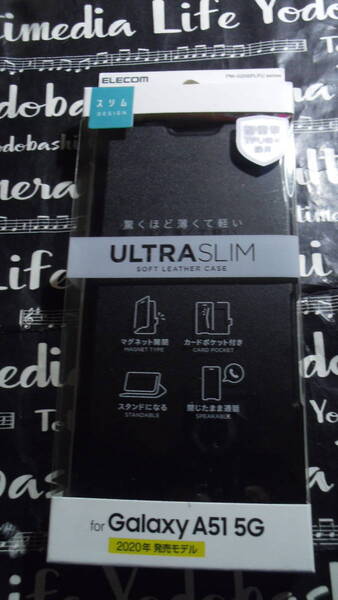 timedia Life Yodo
ELECOM
スリム
DESIGN
驚くほど薄くて軽い
ULTRASLIM
SOFT LEATHER CASE
マグネット開閉
MAGNET TYPE
カードポケット付き
CARD POCKET
スタンドになる
STANDABLE
閉じたまま通話
SPEAKABLE
for Galaxy A51 5G
2020年 発売モデル